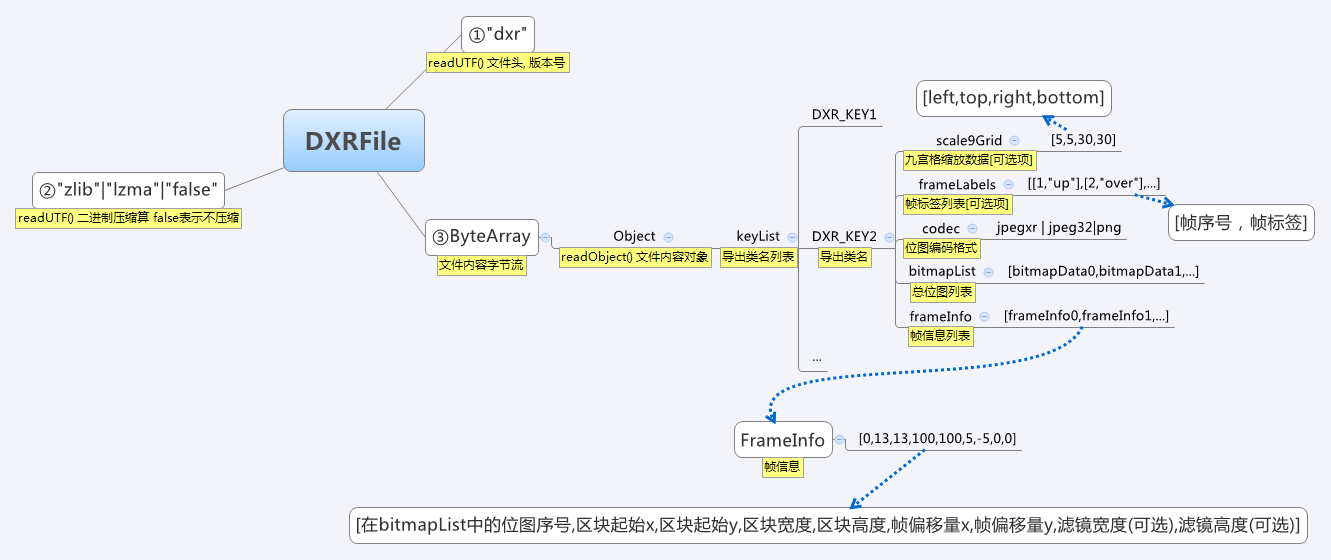 ①"dxr"
readUTF() 文件头, 版本号
DXRFile
②"zlib"|"lzma"|"false"
readUTF() 二进制压缩算 false表示不压缩
③ByteArray
文件内容字节流
Object
readObject() 文件内容对象
keyList
导出类名列表
DXR_KEY1
DXR_KEY2
导出类名
...
[left,top,right,bottom]
scale9Grid
[5,5,30,30]
九宫格缩放数据[可选项]
frameLabels
[[1,"up"],[2,"over"],...]
帧标签列表[可选项]
[帧序号，帧标签]
codec
jpegxr | jpeg32|png
位图编码格式
bitmapList
[bitmapData0,bitmapData1,...]
总位图列表
frameInfo
[frameInfo0,frameInfo1,...]
帧信息列表
FrameInfo
[0,13,13,100,100,5,-5,0,0]
帧信息
[在bitmapList中的位图序号,区块起始x,区块起始y,区块宽度,区块高度,帧偏移量x,帧偏移量y,滤镜宽度(可选),滤镜高度(可选)]